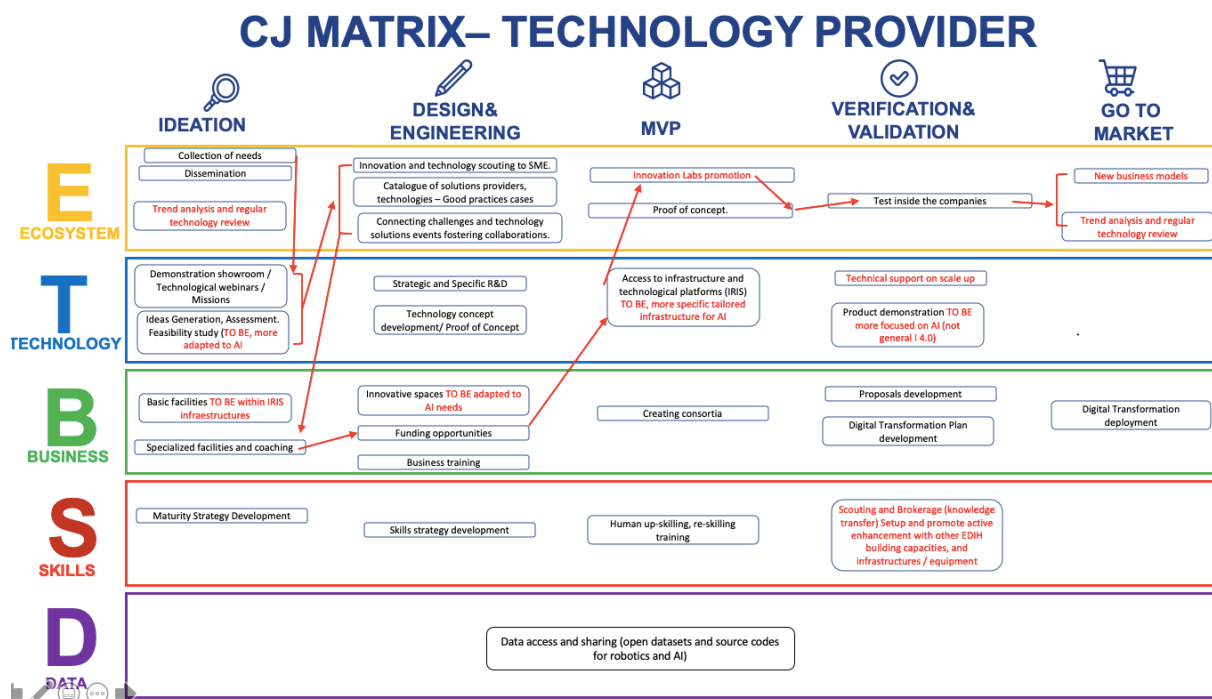 CJ MATRIX– TECHNOLOGY PROVIDER
IDEATION
DESIGN&
ENGINEERING
MVP
VERIFICATION&
VALIDATION
GO TO
MARKET
E
ECOSYSTEM
Collection of needs
Dissemination
Trend analysis and regular
technology review
Innovation and technology scouting to SME.
Catalogue of solutions providers,
technologies – Good practices cases
Connecting challenges and technology
solutions events fostering collaborations.
Innovation Labs promotion
Proof of concept.
Test inside the companies
New business models
Trend analysis and regular
technology review
T
TECHNOLOGY
Demonstration showroom /
Technological webinars /
Missions
Ideas Generation, Assessment.
Feasibility study (TO BE, more
adapted to AI
Strategic and Specific R&D
Technology concept
development/ Proof of Concept
Access to infrastructure and
technological platforms (IRIS)
TO BE, more specific tailored
infrastructure for AI
Technical support on scale up
Product demonstration TO BE
more focused on AI (not
general I 4.0)
.
B
BUSINESS
Basic facilities TO BE within IRIS
infraestructures
Specialized facilities and coaching
Innovative spaces TO BE adapted to
AI needs
Funding opportunities
Business training
Creating consortia
Proposals development
Digital Transformation Plan
development
Digital Transformation
deployment
S
SKILLS
Maturity Strategy Development
Skills strategy development
Human up-skilling, re-skilling
training
Scouting and Brokerage (knowledge
transfer) Setup and promote active
enhancement with other EDIH
building capacities, and
infrastructures / equipment
D
DATA
Data access and sharing (open datasets and source codes
for robotics and AI)